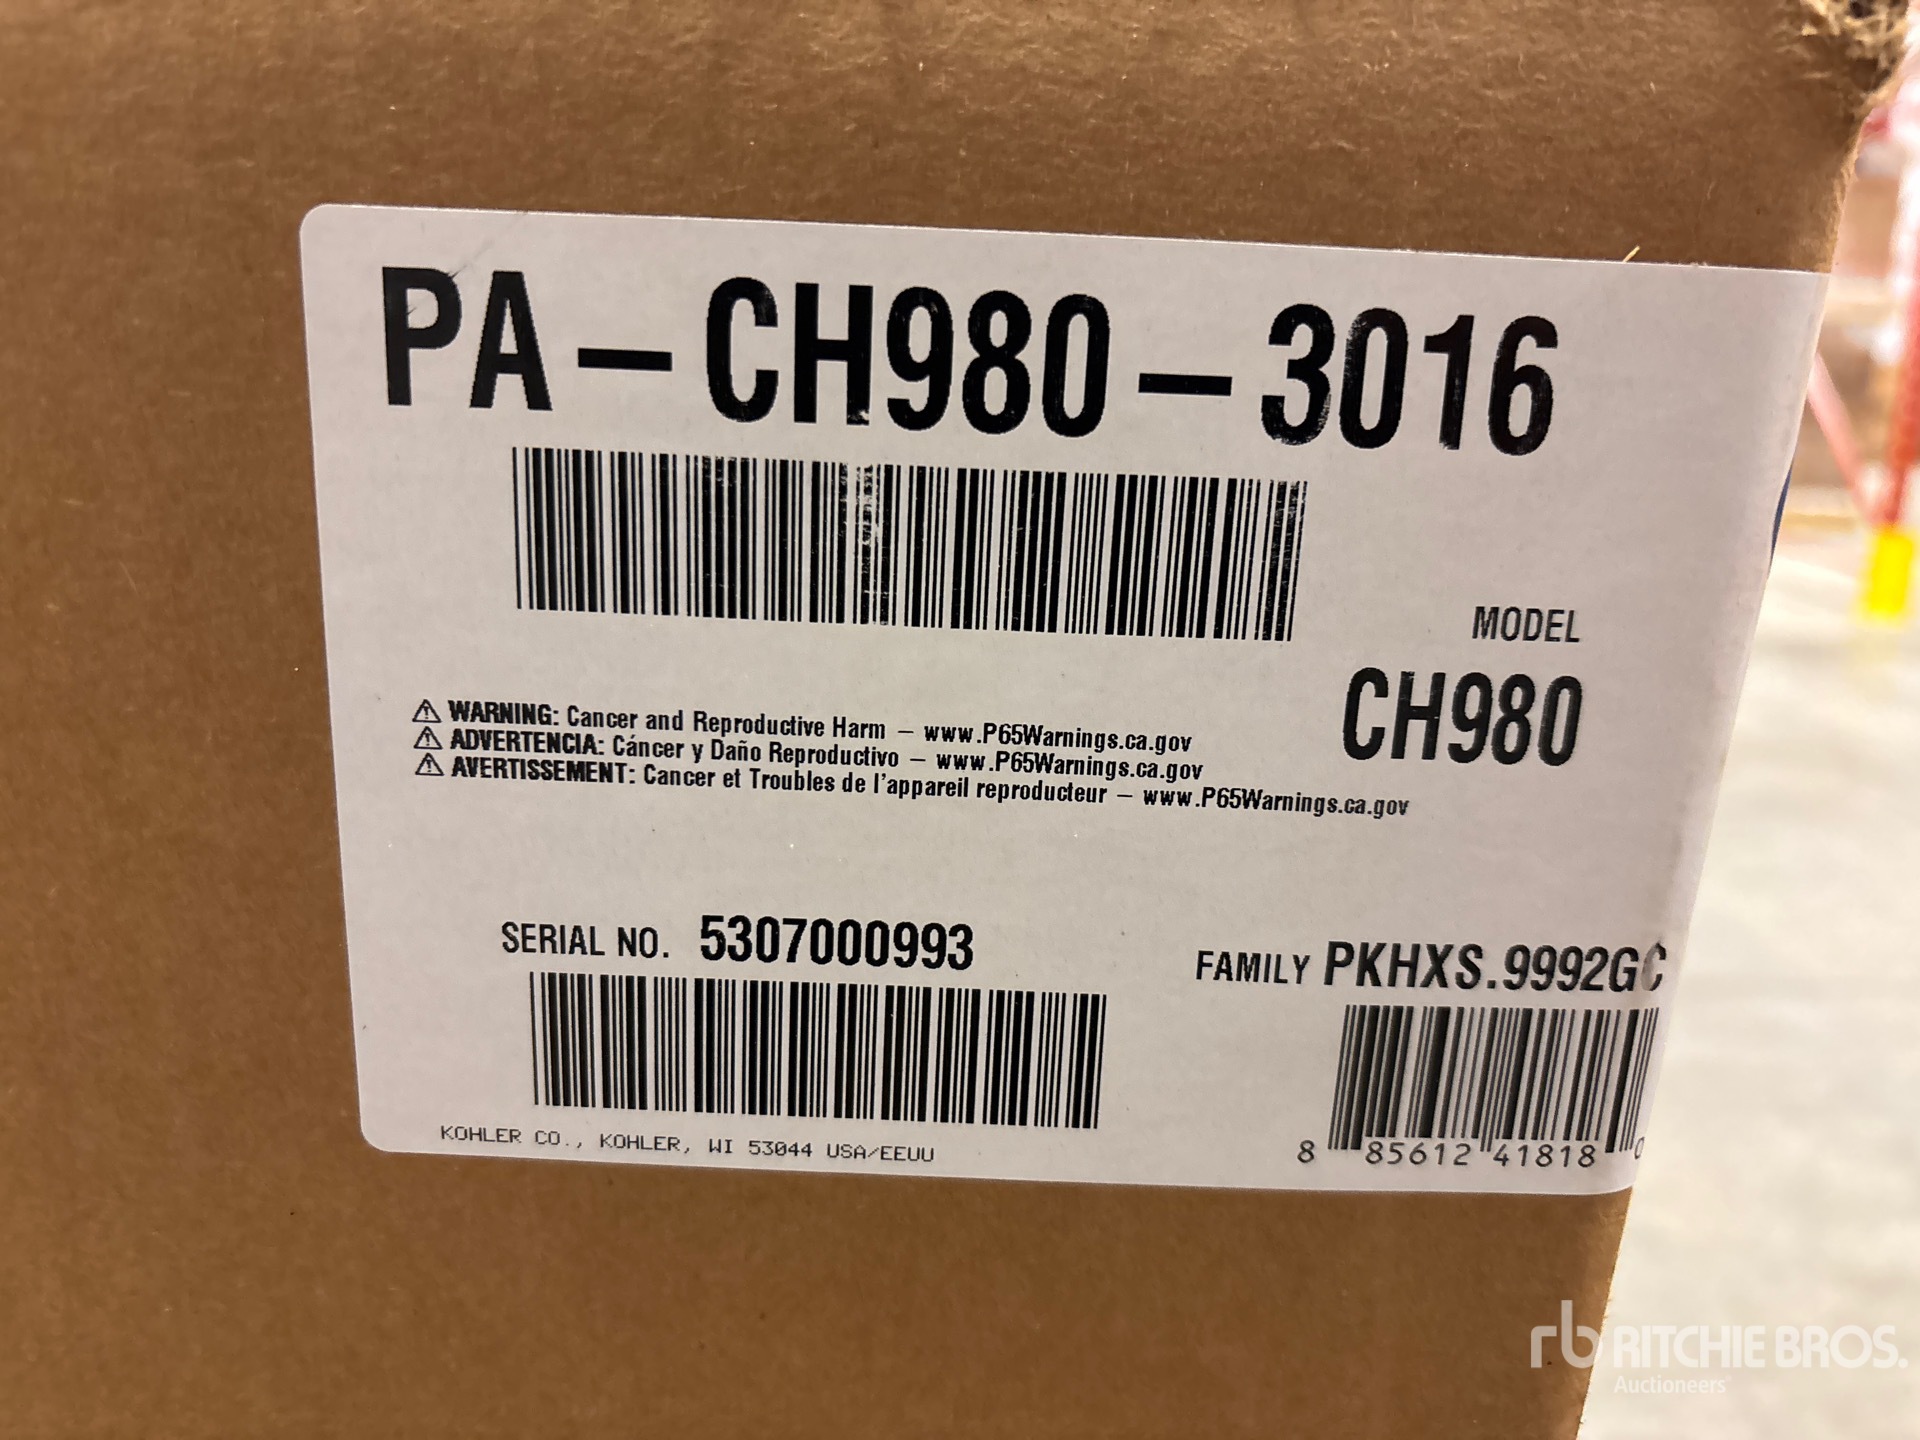 PA-CH980-3016
MODEL
CH980
⚠ WARNING: Cancer and Reproductive Harm – www.P65Warnings.ca.gov
⚠ ADVERTENCIA: Cáncer y Daño Reproductivo – www.P65Warnings.ca.gov
⚠ AVERTISSEMENT: Cancer et Troubles de l'appareil reproducteur – www.P65Warnings.ca.gov
SERIAL NO. 5307000993
FAMILY PKHXS.9992GC
8 85612 41818 0
KOHLER CO., KOHLER, WI 53044 USA/EEUU
rb RITCHIE BROS.
Auctioneers